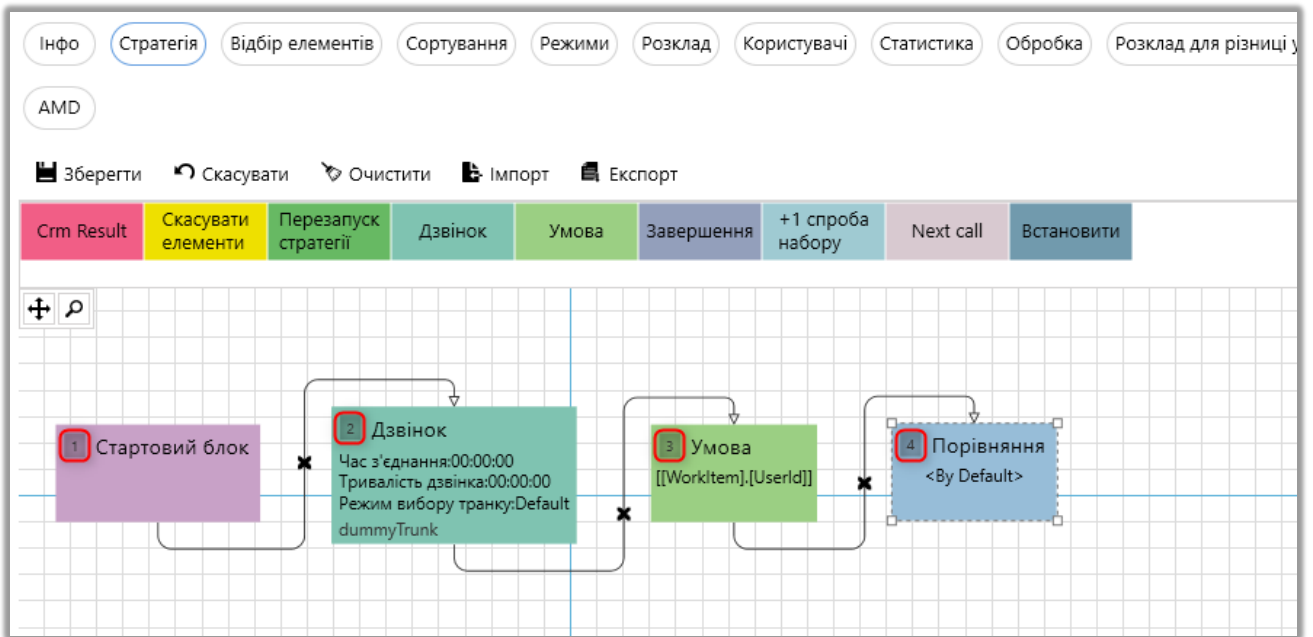 Інфо Стратегія Відбір елементів Сортування Режими Розклад Користувачі Статистика Обробка Розклад для різниці у
AMD
Зберегти Скасувати Очистити Імпорт Експорт
Crm Result
Скасувати
елементи
Перезапуск
стратегії
Дзвінок
Умова
Завершення
+1 спроба
набору
Next call
Встановити
1 Стартовий блок
2 Дзвінок
Час з'єднання:00:00:00
Тривалість дзвінка:00:00:00
Режим вибору транку:Default
dummyTrunk
3 Умова
[[WorkItem].[UserId]]
4 Порівняння
<By Default>